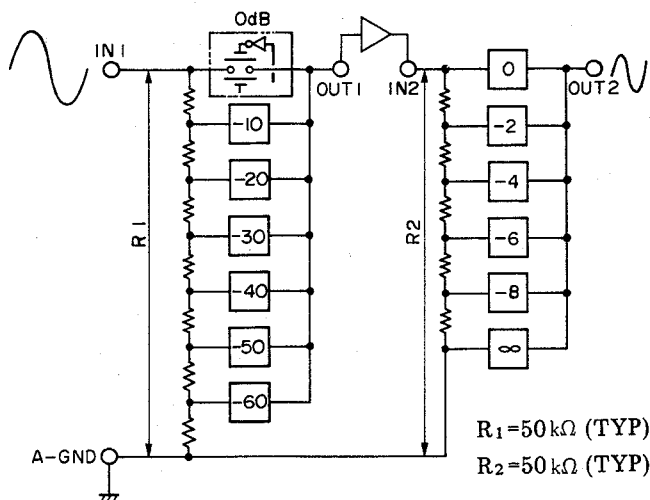 0dB
IN1
OUT1
IN2
0
OUT2
-10
-2
-20
-4
R1
-30
R2
-6
-40
-8
-50
∞
-60
A-GND
R₁=50kΩ (TYP)
R₂=50kΩ (TYP)